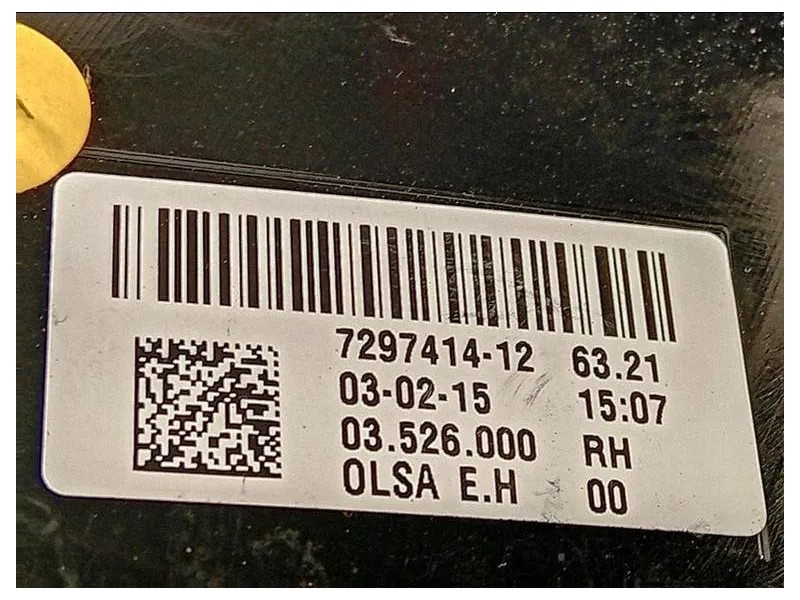 7297414-12 63.21
03-02-15 15:07
03.526.000 RH
OLSA E.H 00